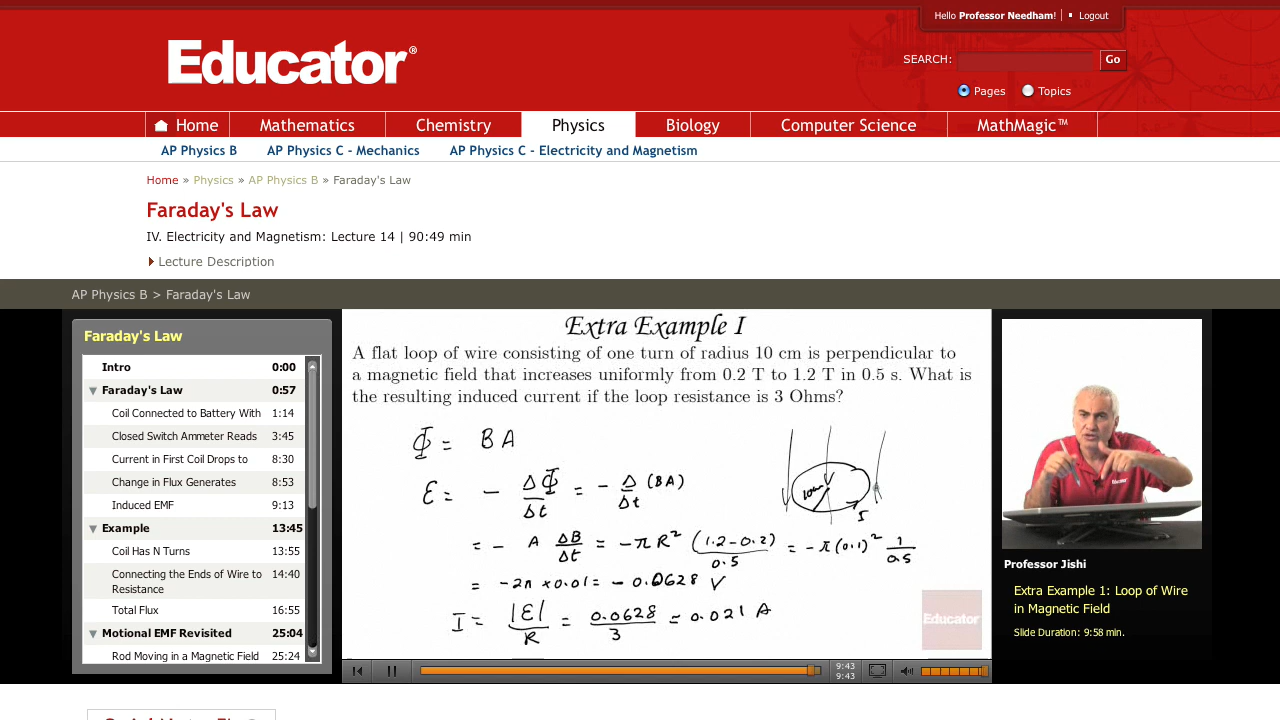 Hello Professor Needham! | Logout
Educator®
SEARCH: Go
Pages Topics
Home Mathematics Chemistry Physics Biology Computer Science MathMagic™
AP Physics B AP Physics C - Mechanics AP Physics C - Electricity and Magnetism
Home » Physics » AP Physics B » Faraday's Law
Faraday's Law
IV. Electricity and Magnetism: Lecture 14 | 90:49 min
Lecture Description
AP Physics B > Faraday's Law
Faraday's Law
Intro 0:00
Faraday's Law 0:57
Coil Connected to Battery With 1:14
Closed Switch Ammeter Reads 3:45
Current in First Coil Drops to 8:30
Change in Flux Generates 8:53
Induced EMF 9:13
Example 13:45
Coil Has N Turns 13:55
Connecting the Ends of Wire to 14:40
Resistance
Total Flux 16:55
Motional EMF Revisited 25:04
Rod Moving in a Magnetic Field 25:24
Extra Example I
A flat loop of wire consisting of one turn of radius 10 cm is perpendicular to
a magnetic field that increases uniformly from 0.2 T to 1.2 T in 0.5 s. What is
the resulting induced current if the loop resistance is 3 Ohms?
Φ = BA
ℰ = - ΔΦ/Δt = - Δ/Δt (BA)
= - A ΔB/Δt = -πR² (1.2-0.2)/0.5 = -π(0.1)² 1/0.5
= -2π×0.01 = -0.0628 ✓
I = |ℰ|/R = 0.0628/3 = 0.021 A
10cm
I
Educator
9:43
9:43
Educator
Professor Jishi
Extra Example 1: Loop of Wire
in Magnetic Field
Slide Duration: 9:58 min.